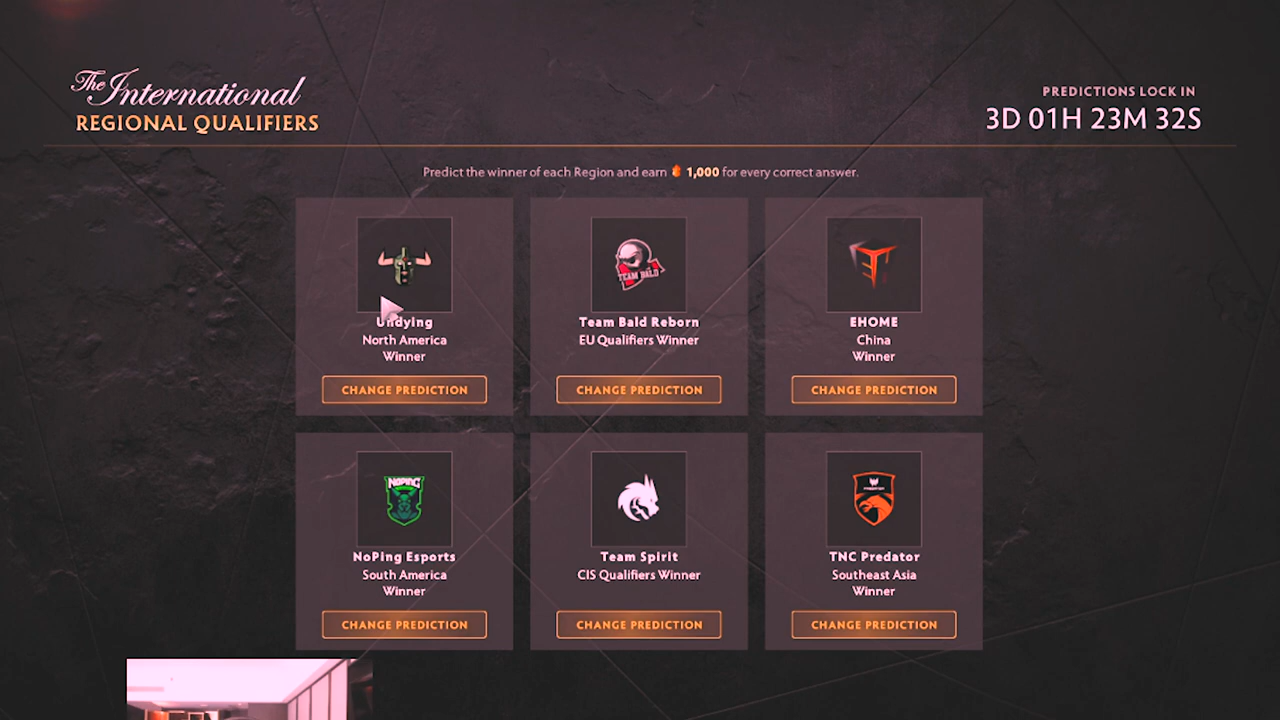 The International
REGIONAL QUALIFIERS
PREDICTIONS LOCK IN
3D 01H 23M 32S
Predict the winner of each Region and earn 1,000 for every correct answer.
Undying
North America
Winner
CHANGE PREDICTION
TEAM BALD
Team Bald Reborn
EU Qualifiers Winner
CHANGE PREDICTION
EHOME
China
Winner
CHANGE PREDICTION
NOPING
NoPing Esports
South America
Winner
CHANGE PREDICTION
Team Spirit
CIS Qualifiers Winner
CHANGE PREDICTION
TNC Predator
Southeast Asia
Winner
CHANGE PREDICTION